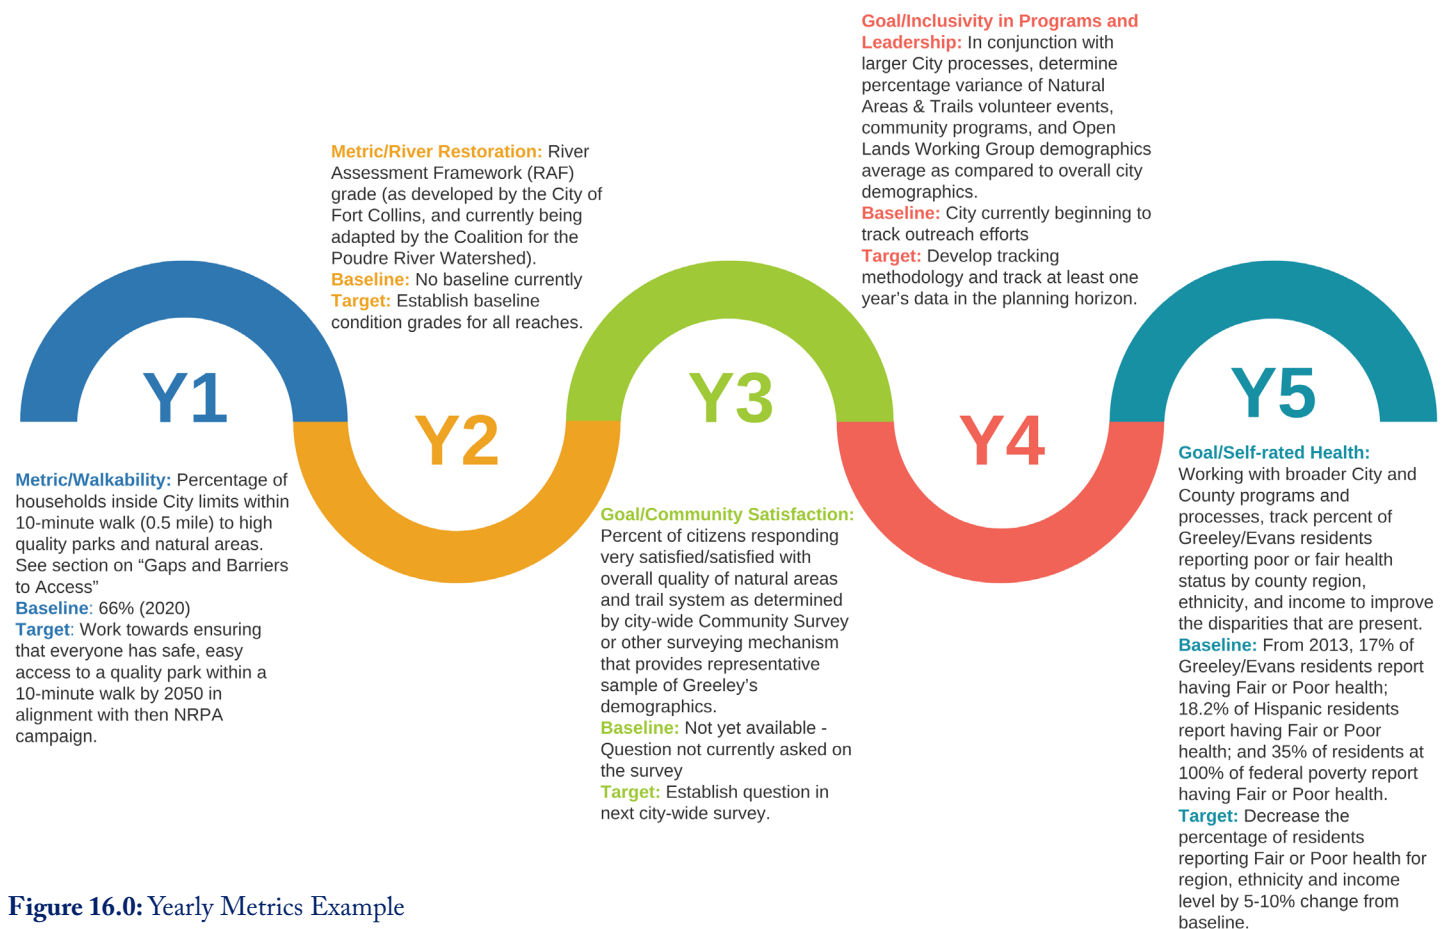 Y1
Metric/Walkability: Percentage of
households inside City limits within
10-minute walk (0.5 mile) to high
quality parks and natural areas.
See section on “Gaps and Barriers
to Access”
Baseline: 66% (2020)
Target: Work towards ensuring
that everyone has safe, easy
access to a quality park within a
10-minute walk by 2050 in
alignment with then NRPA
campaign.
Metric/River Restoration: River
Assessment Framework (RAF)
grade (as developed by the City of
Fort Collins, and currently being
adapted by the Coalition for the
Poudre River Watershed).
Baseline: No baseline currently
Target: Establish baseline
condition grades for all reaches.
Y2
Y3
Goal/Community Satisfaction:
Percent of citizens responding
very satisfied/satisfied with
overall quality of natural areas
and trail system as determined
by city-wide Community Survey
or other surveying mechanism
that provides representative
sample of Greeley’s
demographics.
Baseline: Not yet available -
Question not currently asked on
the survey
Target: Establish question in
next city-wide survey.
Goal/Inclusivity in Programs and
Leadership: In conjunction with
larger City processes, determine
percentage variance of Natural
Areas & Trails volunteer events,
community programs, and Open
Lands Working Group demographics
average as compared to overall city
demographics.
Baseline: City currently beginning to
track outreach efforts
Target: Develop tracking
methodology and track at least one
year’s data in the planning horizon.
Y4
Y5
Goal/Self-rated Health:
Working with broader City and
County programs and
processes, track percent of
Greeley/Evans residents
reporting poor or fair health
status by county region,
ethnicity, and income to improve
the disparities that are present.
Baseline: From 2013, 17% of
Greeley/Evans residents report
having Fair or Poor health;
18.2% of Hispanic residents
report having Fair or Poor
health; and 35% of residents at
100% of federal poverty report
having Fair or Poor health.
Target: Decrease the
percentage of residents
reporting Fair or Poor health for
region, ethnicity and income
level by 5-10% change from
baseline.
Figure 16.0: Yearly Metrics Example